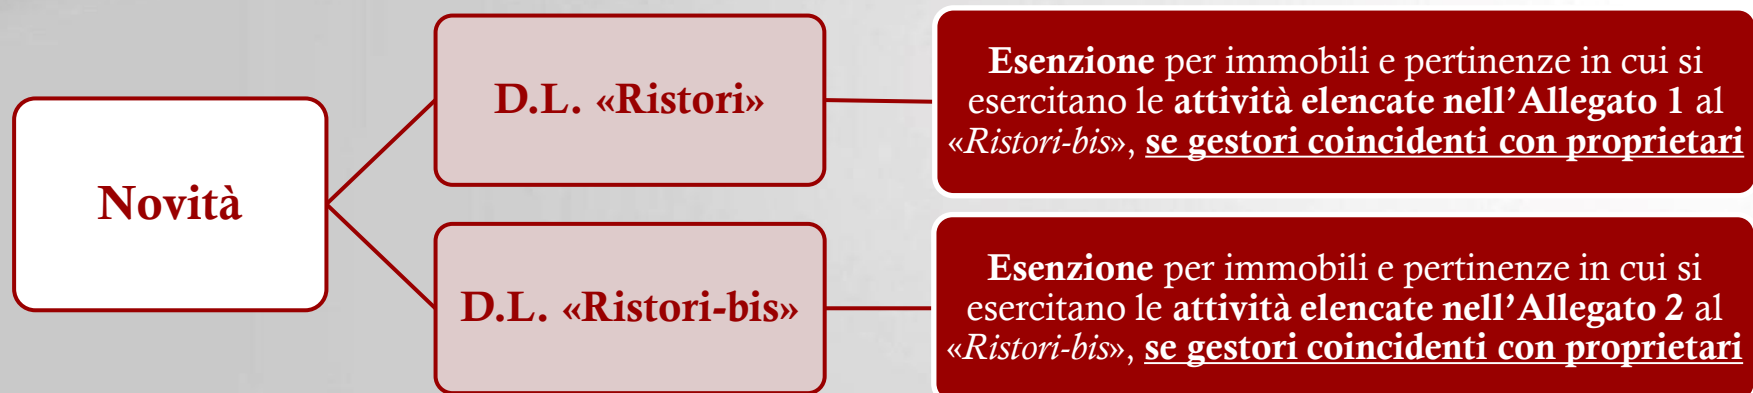 Novità
D.L. «Ristori»
Esenzione per immobili e pertinenze in cui si
esercitano le attività elencate nell’Allegato 1 al
«Ristori-bis», se gestori coincidenti con proprietari
D.L. «Ristori-bis»
Esenzione per immobili e pertinenze in cui si
esercitano le attività elencate nell’Allegato 2 al
«Ristori-bis», se gestori coincidenti con proprietari